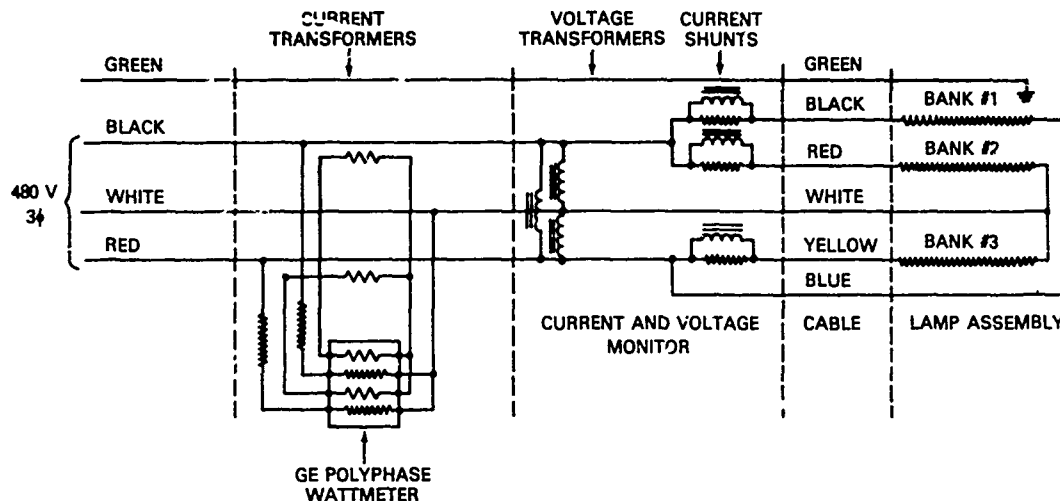 CURRENT
TRANSFORMERS
VOLTAGE
TRANSFORMERS
CURRENT
SHUNTS
GREEN
GREEN
BLACK
BANK #1
BLACK
RED
BANK #2
480 V
3ϕ
WHITE
WHITE
RED
YELLOW
BANK #3
BLUE
CURRENT AND VOLTAGE
MONITOR
CABLE
LAMP ASSEMBLY
GE POLYPHASE
WATTMETER